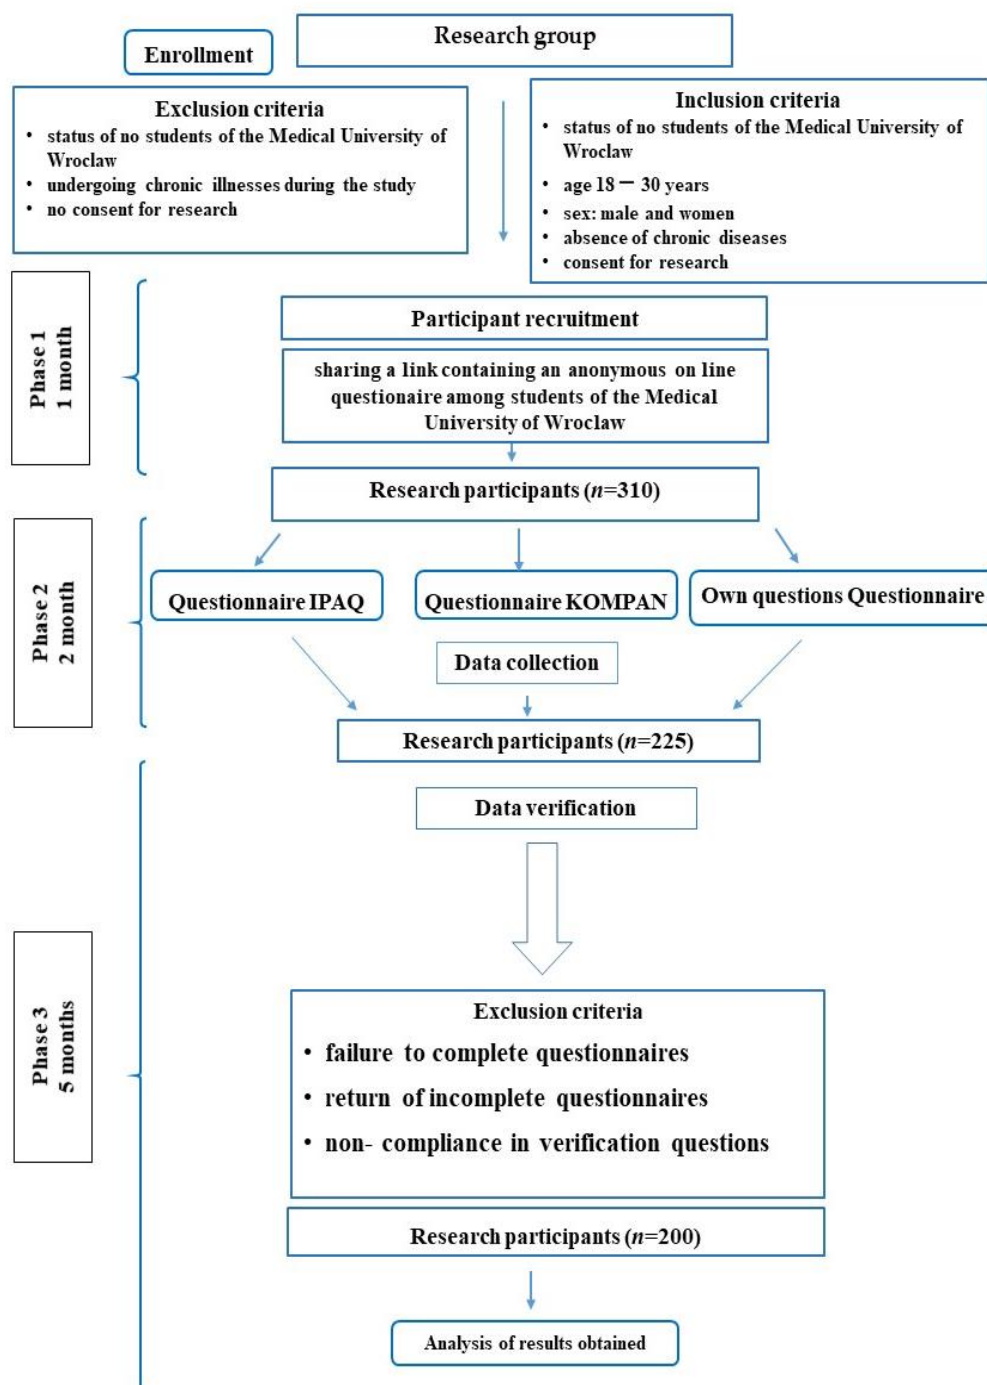 Research group
Enrollment
Exclusion criteria
• status of no students of the Medical University of
Wroclaw
• undergoing chronic illnesses during the study
• no consent for research
Inclusion criteria
• status of no students of the Medical University of
Wroclaw
• age 18 – 30 years
• sex: male and women
• absence of chronic diseases
• consent for research
Phase 1
1 month
Participant recruitment
sharing a link containing an anonymous on line
questionaire among students of the Medical
University of Wroclaw
Research participants (n=310)
Phase 2
2 month
Questionnaire IPAQ
Questionnaire KOMPAN
Own questions Questionnaire
Data collection
Research participants (n=225)
Phase 3
5 months
Data verification
Exclusion criteria
• failure to complete questionnaires
• return of incomplete questionnaires
• non- compliance in verification questions
Research participants (n=200)
Analysis of results obtained